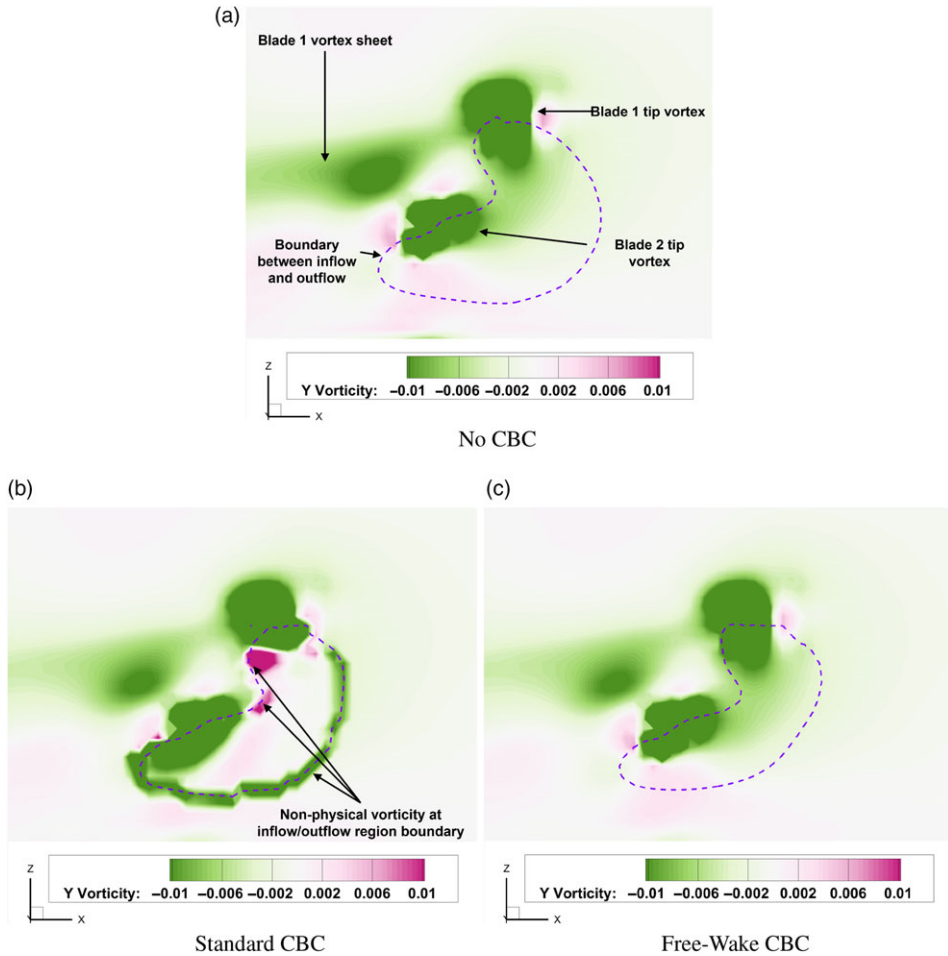 (a)
Blade 1 vortex sheet
Blade 1 tip vortex
Boundary
between inflow
and outflow
Blade 2 tip
vortex
Z
X
Y Vorticity: −0.01 −0.006 −0.002 0.002 0.006 0.01
No CBC
(b)
Non-physical vorticity at
inflow/outflow region boundary
Z
X
Y Vorticity: −0.01 −0.006 −0.002 0.002 0.006 0.01
Standard CBC
(c)
Z
X
Y Vorticity: −0.01 −0.006 −0.002 0.002 0.006 0.01
Free-Wake CBC